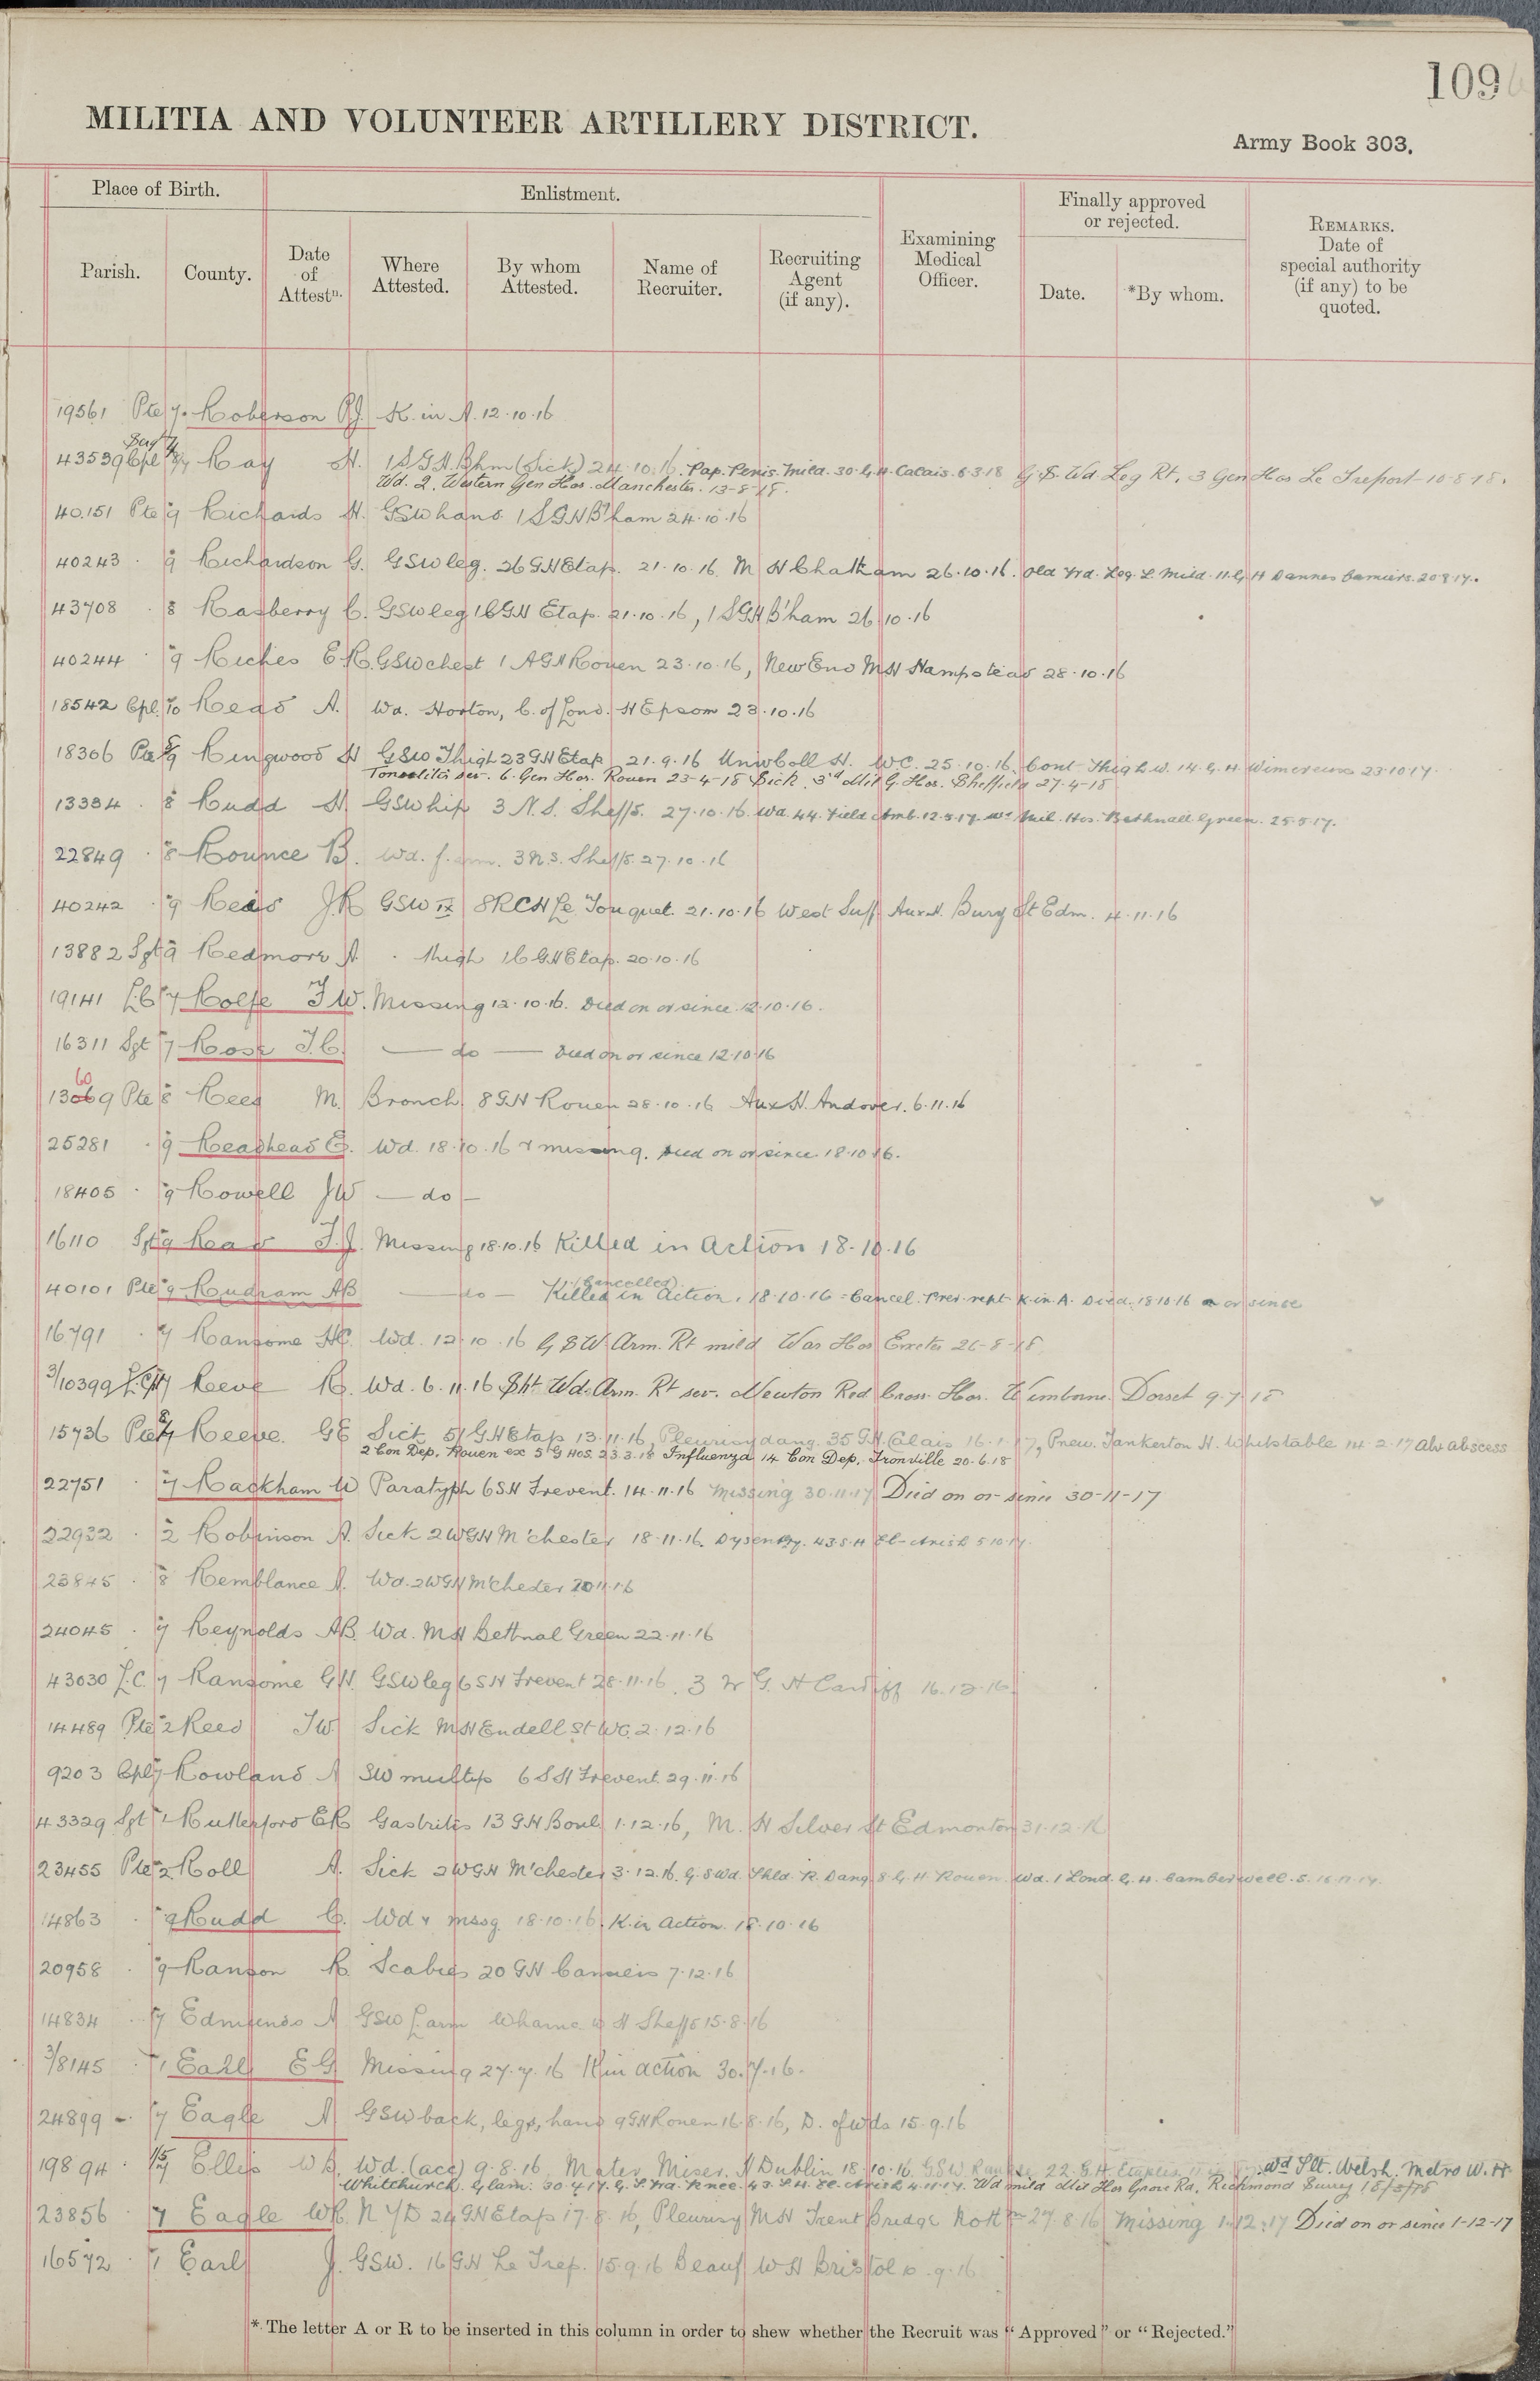 109
MILITIA AND VOLUNTEER ARTILLERY DISTRICT.
Army Book 303.
Place of Birth.
Enlistment.
Finally approved or rejected.
Parish.
County.
Date of Attestn.
Where Attested.
By whom Attested.
Name of Recruiter.
Recruiting Agent (if any).
Examining Medical Officer.
Date.
*By whom.
REMARKS. Date of special authority (if any) to be quoted.
19561 Pte 7 Roberson K. in A. 12.10.16
43539 Cpl Ray H. 1 S G H Bhm (Sick) 24.10.16. Pap. Penis. Mild. 30. G.H. Calais. 6.3.18 G.S. Wd Leg Rt. 3 Gen Hos Le Treport 10-8-18.
Wd. 2. Western Gen Hos. Manchester. 13-8-18.
40151 Pte 9 Richards H. GSW hand 1 SGH B'ham 24.10.16
40243 . 9 Richardson G. GSW leg. 26 GH Etap. 21.10.16 M H Chatham 26.10.16. Old Frd. Leg. L. Mild. 11. G. H Dannes Camiers. 20.8.17.
43708 . 8 Rasberry C. GSW leg 16 GH Etap. 21.10.16, 1 SGH B'ham 26.10.16
40244 . 9 Riches E R. GSW chest 1 AGH Rouen 23.10.16, New End MH Hampstead 28.10.16
18542 Cpl. 10 Read A. Wd. Horton, C. of Lond. H Epsom 23.10.16
18306 Pte 9 Ringwood H GSW Thigh 23 GH Etap 21.9.16 Univ Coll H. WC. 25.10.16. Cont Thigh W. 14. G. H. Wimereux 23.10.17.
Tonsilitis sev. 6. Gen Hos. Rouen 23-4-18 Sick. 3rd Mil G. Hos. Sheffield 27-4-18
13334 . 8 Rudd H. GSW hip 3 N.G. Sheff. 27.10.16. Wd. 44. Field Amb. 12.5.17. Mil. Hos. Bethnall Green. 25.5.17.
22849 . 8 Rounce B. Wd. f. arm. 3 N.G. Sheff. 27.10.16
40242 . 9 Reeds J R GSW IX 8 RCH Le Touquet. 21.10.16 West Suff Aux H. Bury St Edm. 4.11.16
13882 Sgt 9 Redmore A . thigh 16 GH Etap. 20.10.16
19141 L.C 7 Rolfe F W. Missing 12.10.16. Died on or since. 12.10.16.
16311 Sgt 7 Rose T.C. — do — Died on or since 12.10.16
60
13069 Pte 8 Reed M. Bronch. 8 GH Rouen 28.10.16 Aux H. Andover. 6.11.16
25281 . 9 Readhead E. Wd. 18.10.16 & missing. Died on or since 18.10.16.
18405 . 9 Rowell J W — do —
16110 Sgt 9 Read T.J. Missing 18.10.16 Killed in Action 18.10.16
(Cancelled)
40101 Pte 9 Rudram AB — do — Killed in Action. 18.10.16 = Cancel. Prev. rept K. in A. Died. 18.10.16 or since
16791 . 7 Ransome H C. Wd. 12.10.16 G S W Arm. Rt mild War Hos Exeter 26-8-18.
3/10399 L.C 7 Reeve R. Wd. 6.11.16. Sht Wd. Arm. Rt sev. Newton Red Cross. Hos. Wimborne. Dorset 9.7.18
15736 Pte Reeve. GE Sick 51 GH Etap 13.11.16, Pleurisy dang. 35 GH. Calais 16.1.17, Pneu. Tankerton H. Whitstable 14.2.17 Abs abscess
2 Con Dep. Rouen ex 5 G Hos. 23.3.18 Influenza 14 Con Dep. Tronville 20.6.18
22751 . 7 Rackham W Paratyph 6 SH Frevent. 14.11.16 Missing 30.11.17 Died on or since 30-11-17
22932 . 2 Robinson A. Sick 2 WGH M'chester 18.11.16. Dysentry. 43. S. H El-Arish 5.10.17.
23845 . 8 Remblance A. Wd. 2 WGH M'chester 20.11.16
24045 . 7 Reynolds AB. Wd. MH Bethnal Green 22.11.16
43030 L.C. 7 Ransome G H. GSW leg 6 SH Frevent 28.11.16. 3 W G. H Cardiff 16.12.16.
14489 Pte 2 Reed T W Sick MH Endell St WC. 2.12.16
9203 Cpl 7 Rowland A SW multip 6 SH Frevent 29.11.16
43329 Sgt 1 Rutherford ER Gastritis 13 GH Boul. 1.12.16, M. H Silver St Edmonton 31.12.16
23455 Pte 2 Roll A. Sick 2 WGH M'chester 3.12.16. G. S Wd. Shld. R. Dang. 8 G. H. Rouen. Wd. 1 Lond. G. H. Camberwell. S. 15.11.17.
14863 . 9 Rudd C. Wd & mssg 18.10.16. K. in Action. 18.10.16
20958 . 9 Ranson R. Scabies 20 GH Camiers 7.12.16
14834 . 7 Edmunds A GSW L arm Wharncl. W H Sheff 15.8.16
3/8145 . 1 Earl EG Missing 27.7.16 K in action 30.7.16.
24899 . 7 Eagle A GSW back, legs, hand 9 GH Rouen 16.8.16, D. of Wds 15.9.16
19894 . Ellis W B. Wd. (acc) 9.8.16. Mater Miser. H Dublin 18.10.16. GSW. 22. G.H. Etaples Wd Slt. Welsh. Metro W. H.
Whitchurch. Glam. 30.4.17. G. S. Wd. Knee. 43. S. H. El. Arish 4.11.17. Wd mild Mil Hos Grove Rd, Richmond Surrey 15/5/18
23856 . 7 Eagle W R. N Y D 24 GH Etap 17.8.16, Pleurisy MH Trent Bridge Nott 27.8.16 Missing 1.12.17 Died on or since 1-12-17
16572 . 1 Earl J. GSW. 16 GH Le Trep. 15.9.16 Beauf W H Bristol .9.16
* The letter A or R to be inserted in this column in order to shew whether the Recruit was "Approved" or "Rejected."